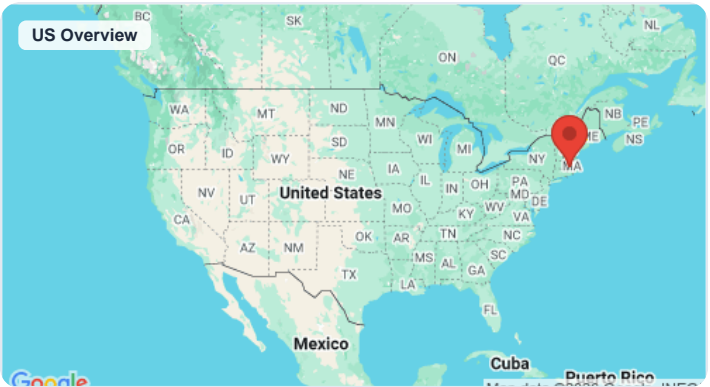 US Overview
BC
SK
NL
ON
QC
NB
PE
NS
ME
WA
MT
ND
MN
OR
ID
WY
SD
WI
MI
NY
MA
NE
IA
NV
UT
United States
IL
IN
OH
PA
MD
DE
CA
MO
KY
WV
VA
AZ
NM
OK
AR
TN
NC
TX
MS
AL
GA
SC
LA
FL
Mexico
Cuba
Puerto Rico
Google